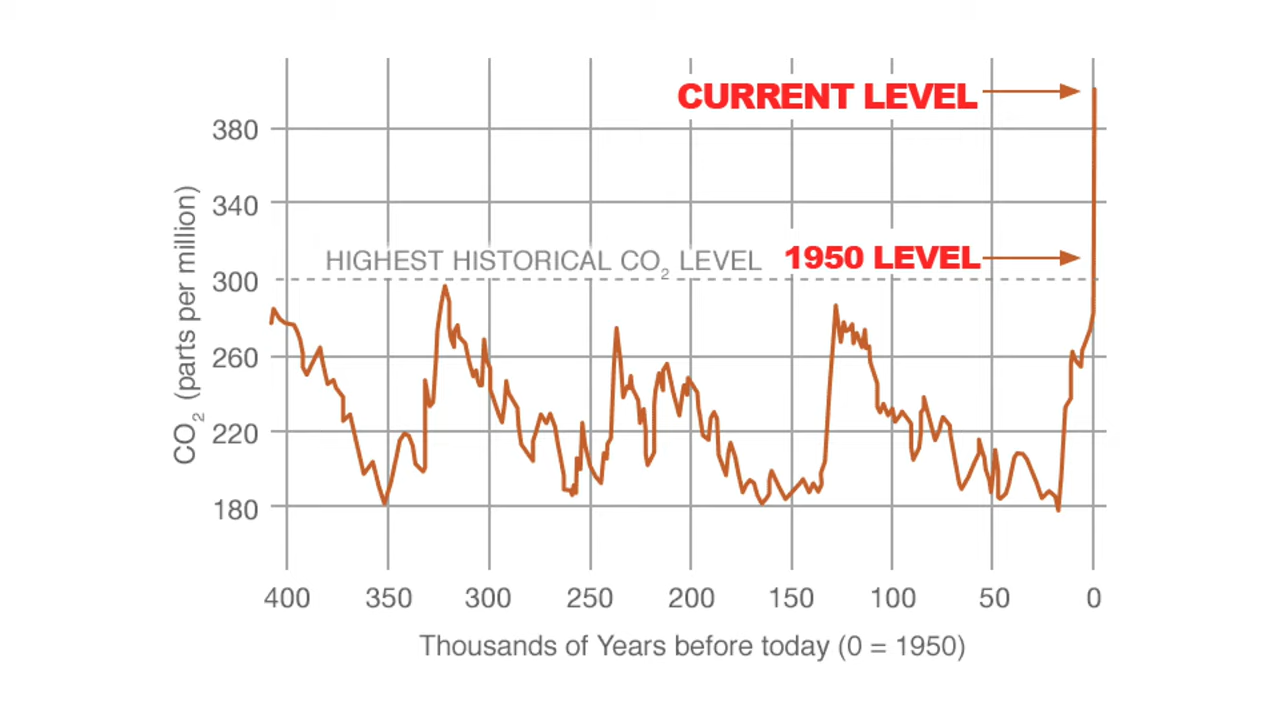 CURRENT LEVEL
380
340
HIGHEST HISTORICAL CO₂ LEVEL
1950 LEVEL
300
260
220
180
CO₂ (parts per million)
400 350 300 250 200 150 100 50 0
Thousands of Years before today (0 = 1950)